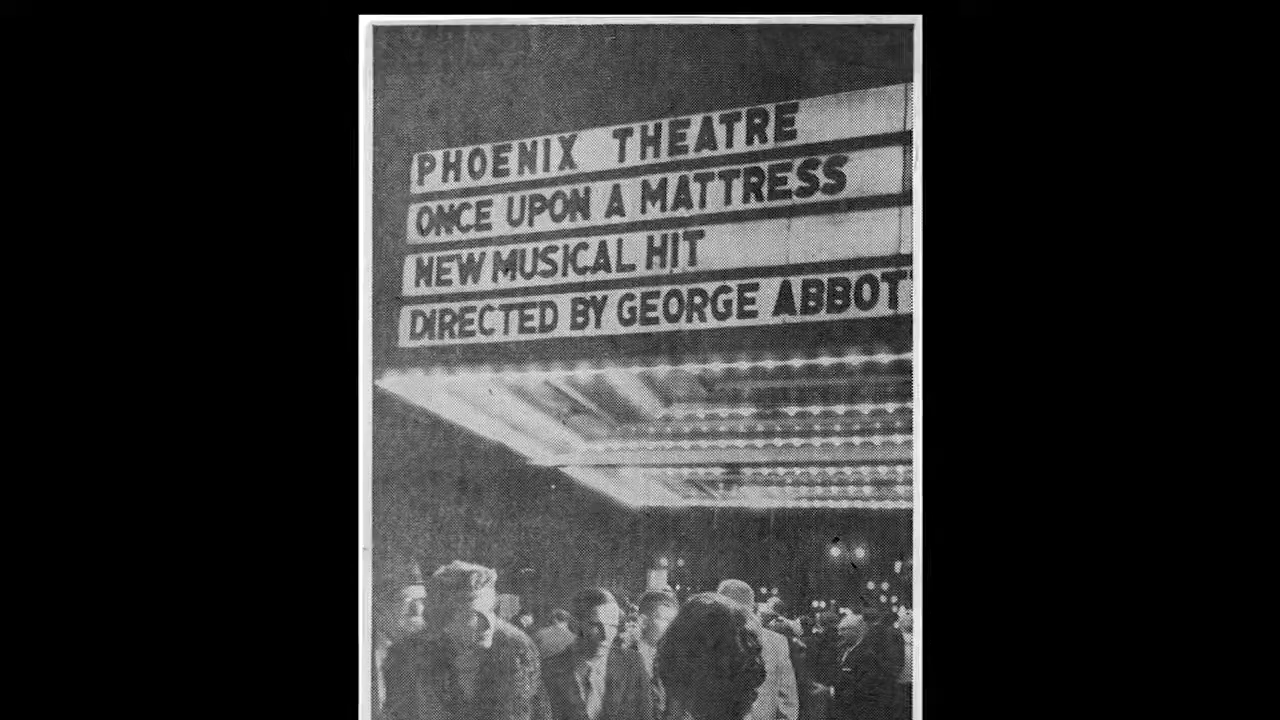 PHOENIX THEATRE
ONCE UPON A MATTRESS
NEW MUSICAL HIT
DIRECTED BY GEORGE ABBOT